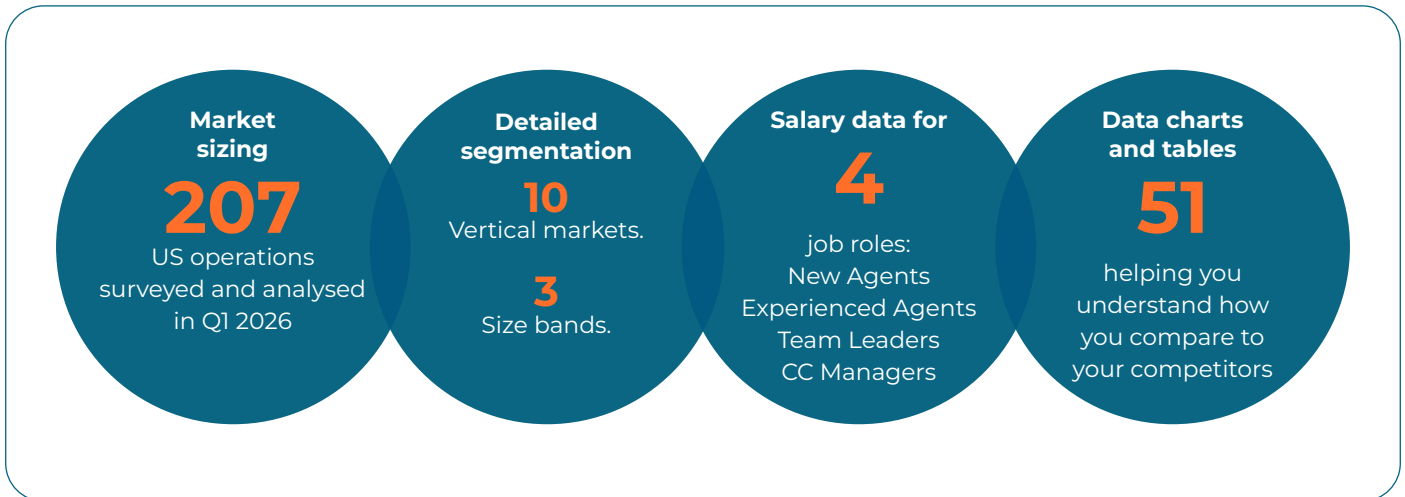 Market
sizing
207
US operations
surveyed and analysed
in Q1 2026
Detailed
segmentation
10
Vertical markets.
3
Size bands.
Salary data for
4
job roles:
New Agents
Experienced Agents
Team Leaders
CC Managers
Data charts
and tables
51
helping you
understand how
you compare to
your competitors